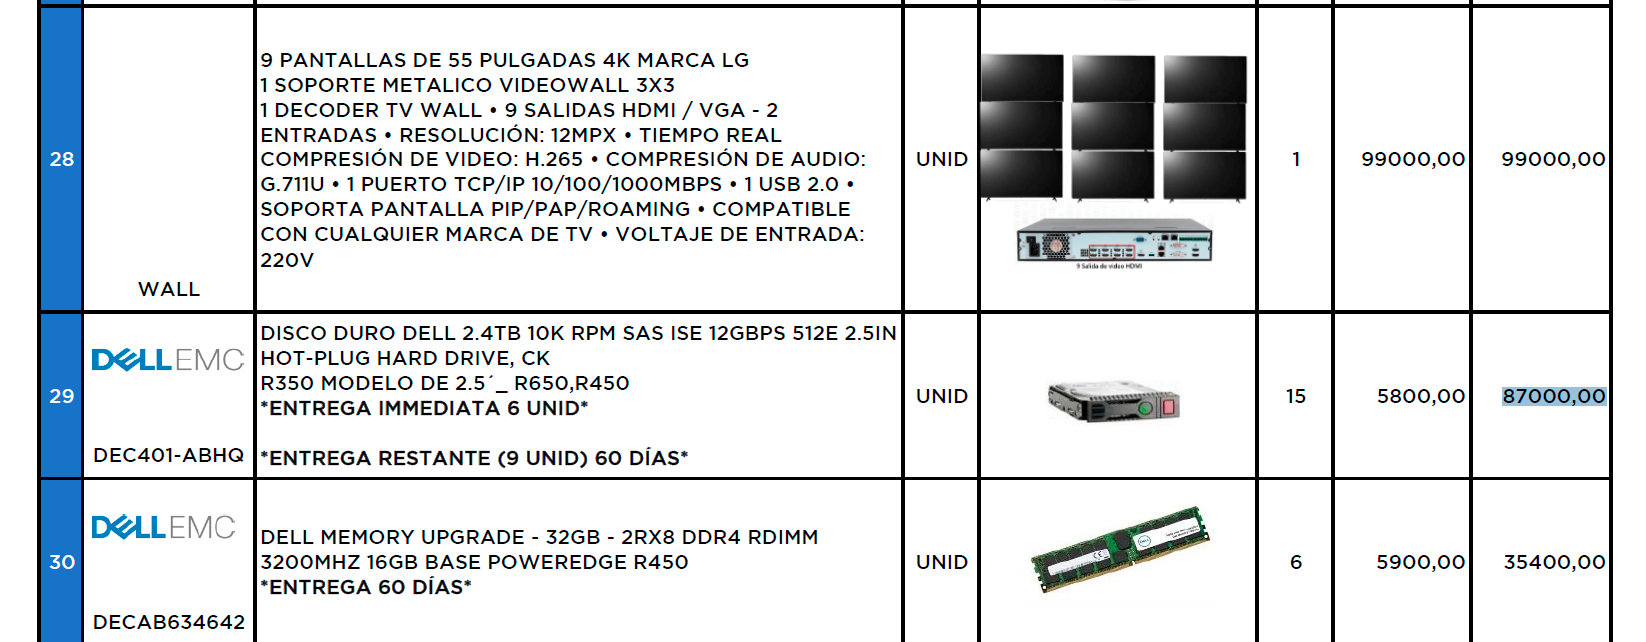 28
WALL
9 PANTALLAS DE 55 PULGADAS 4K MARCA LG
1 SOPORTE METALICO VIDEOWALL 3X3
1 DECODER TV WALL • 9 SALIDAS HDMI / VGA - 2
ENTRADAS • RESOLUCIÓN: 12MPX • TIEMPO REAL
COMPRESIÓN DE VIDEO: H.265 • COMPRESIÓN DE AUDIO:
G.711U • 1 PUERTO TCP/IP 10/100/1000MBPS • 1 USB 2.0 •
SOPORTA PANTALLA PIP/PAP/ROAMING • COMPATIBLE
CON CUALQUIER MARCA DE TV • VOLTAJE DE ENTRADA:
220V
UNID
9 Salida de video HDMI
1
99000,00
99000,00
29
DELLEMC
DEC401-ABHQ
DISCO DURO DELL 2.4TB 10K RPM SAS ISE 12GBPS 512E 2.5IN
HOT-PLUG HARD DRIVE, CK
R350 MODELO DE 2.5´_ R650,R450
*ENTREGA IMMEDIATA 6 UNID*
*ENTREGA RESTANTE (9 UNID) 60 DÍAS*
UNID
15
5800,00
87000,00
30
DELLEMC
DECAB634642
DELL MEMORY UPGRADE - 32GB - 2RX8 DDR4 RDIMM
3200MHZ 16GB BASE POWEREDGE R450
*ENTREGA 60 DÍAS*
UNID
DELL
6
5900,00
35400,00